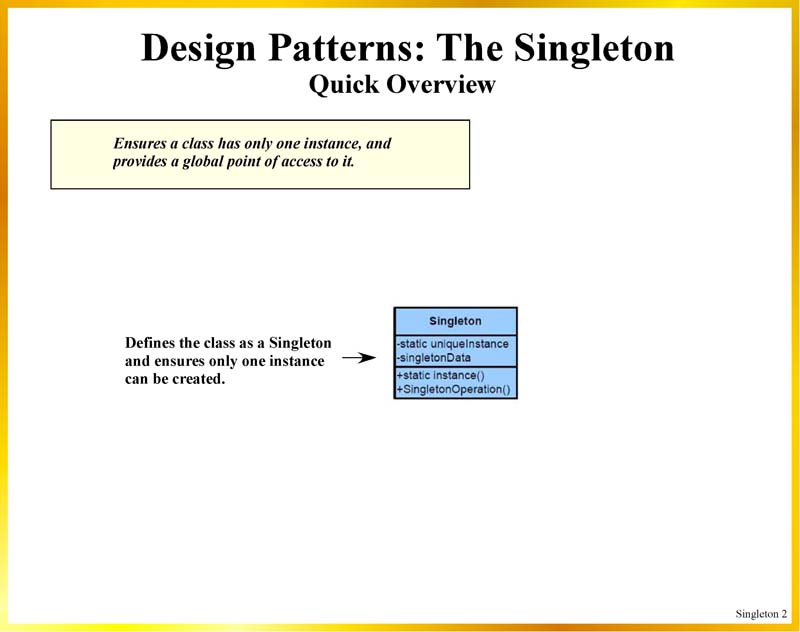 Design Patterns: The Singleton
Quick Overview
Ensures a class has only one instance, and
provides a global point of access to it.
Defines the class as a Singleton
and ensures only one instance
can be created.
Singleton
-static uniqueInstance
-singletonData
+static instance()
+SingletonOperation()
Singleton 2